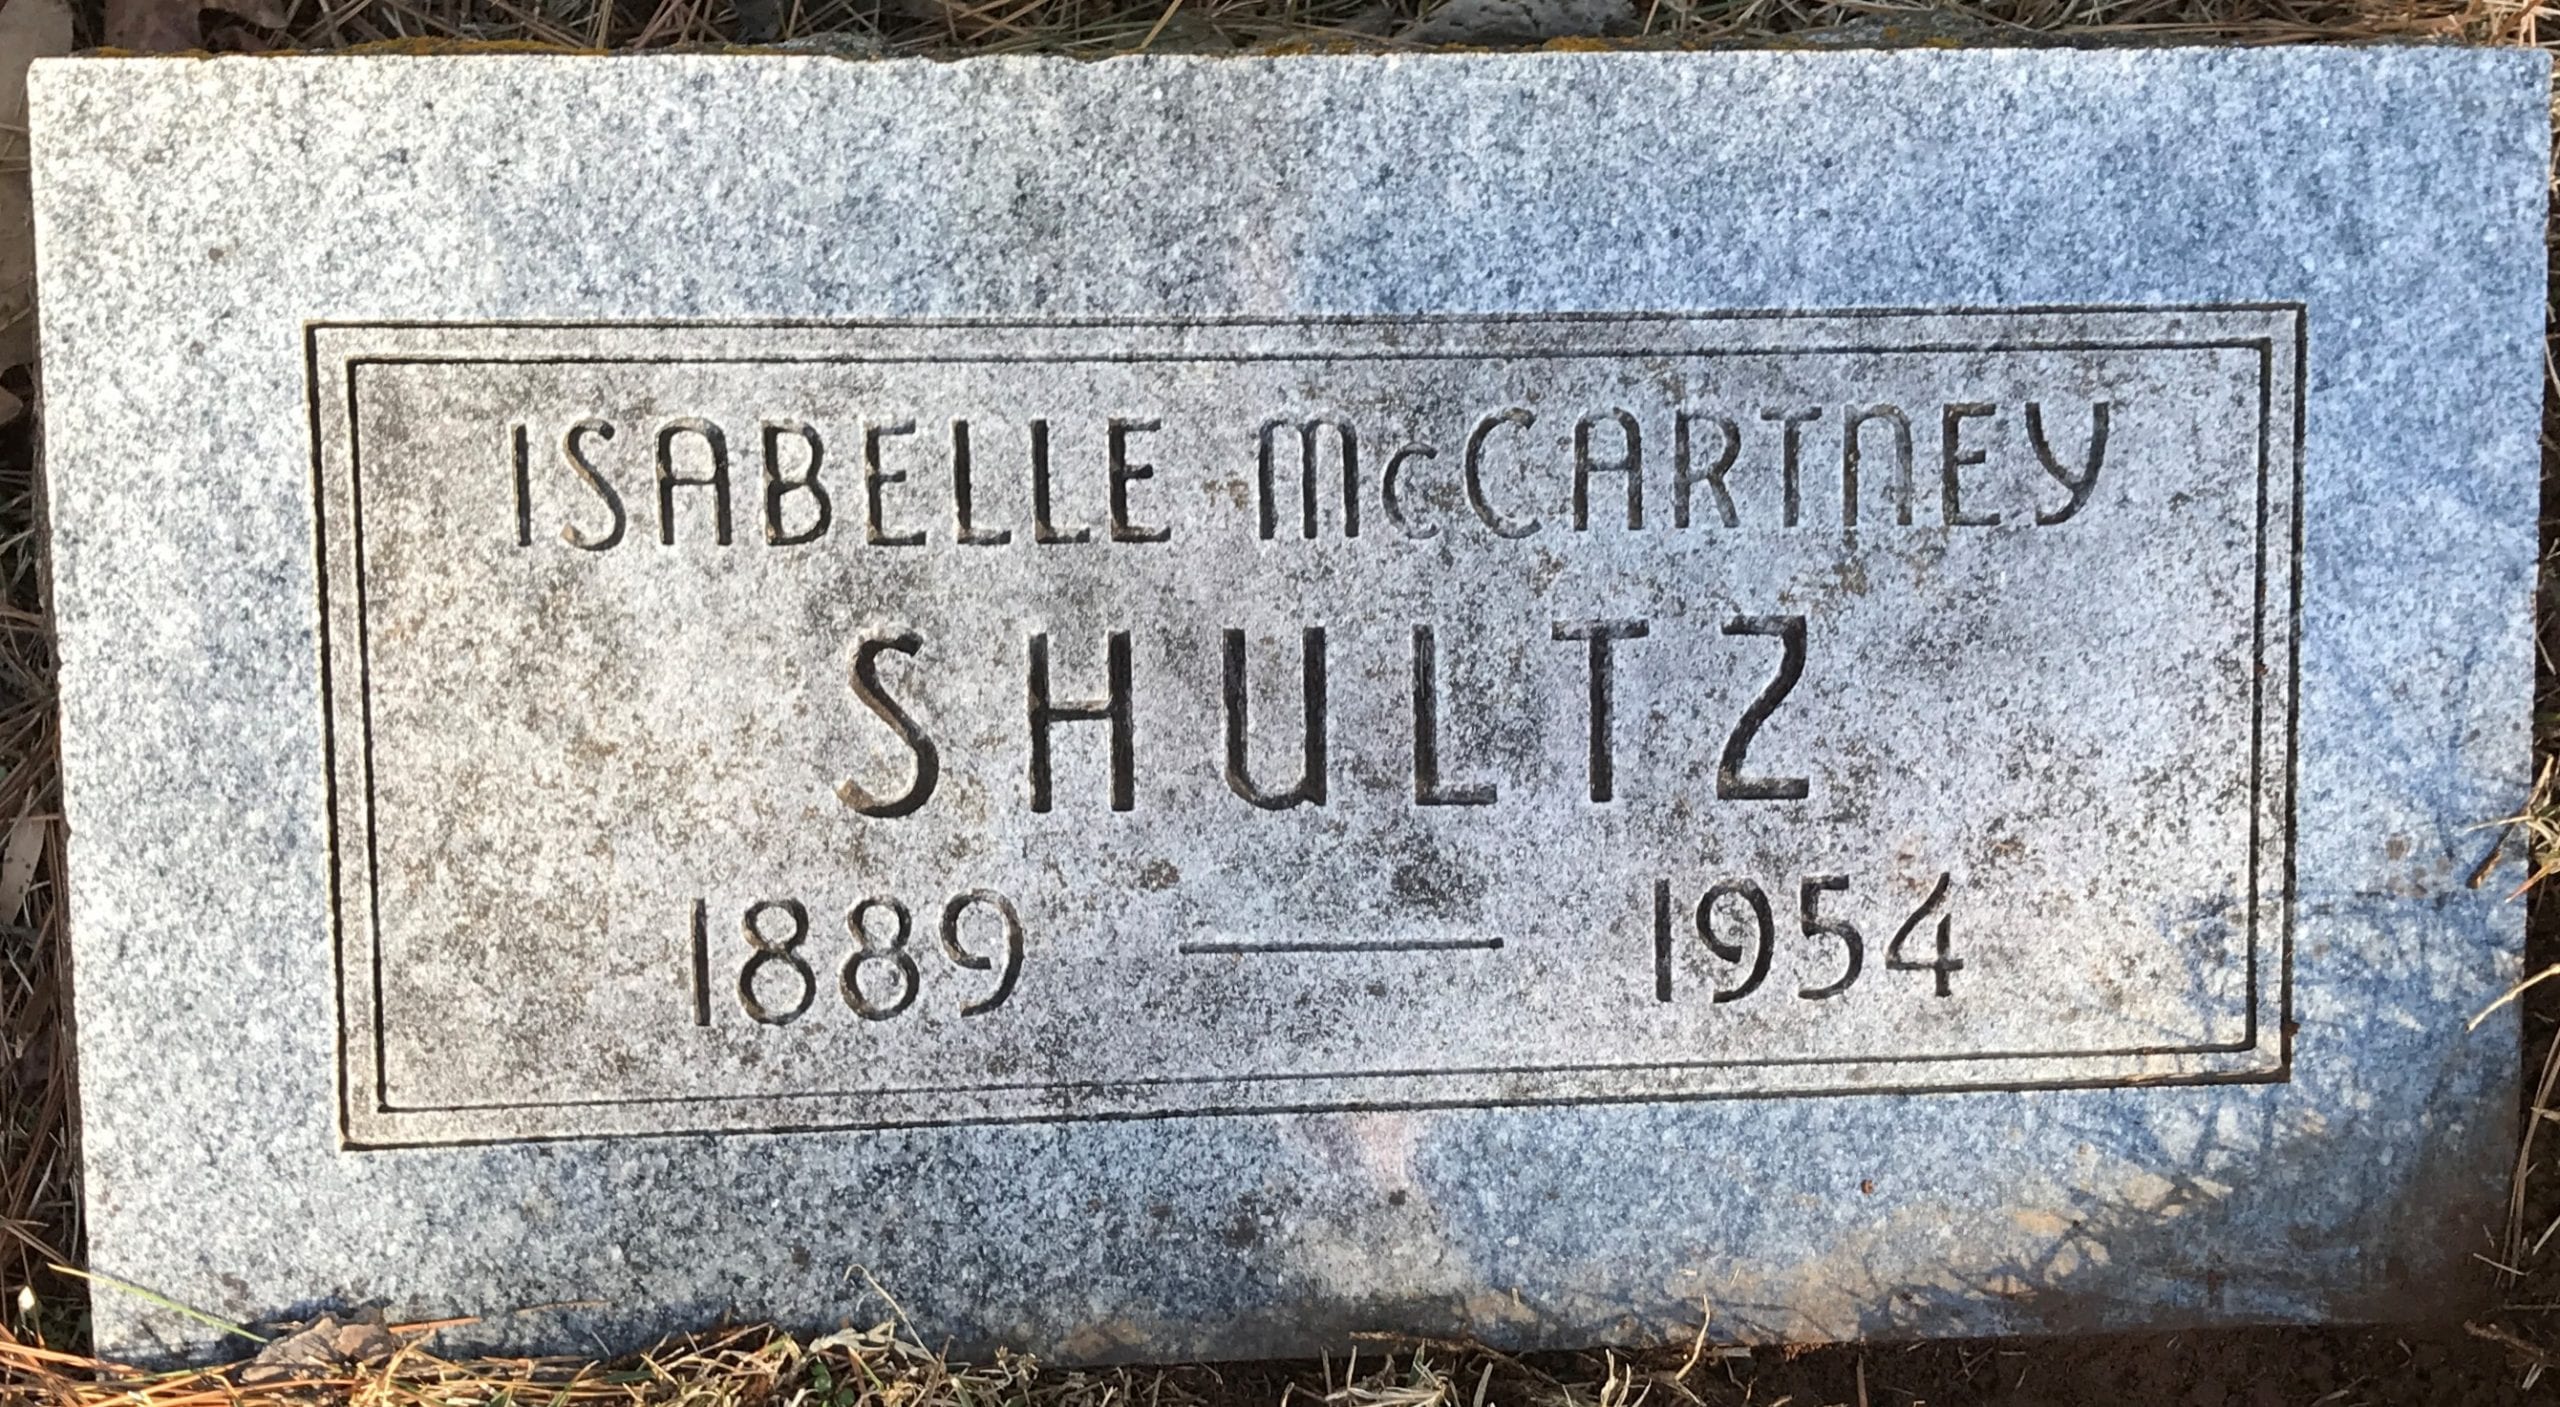 ISABELLE McCARTNEY
SHULTZ
1889 — 1954